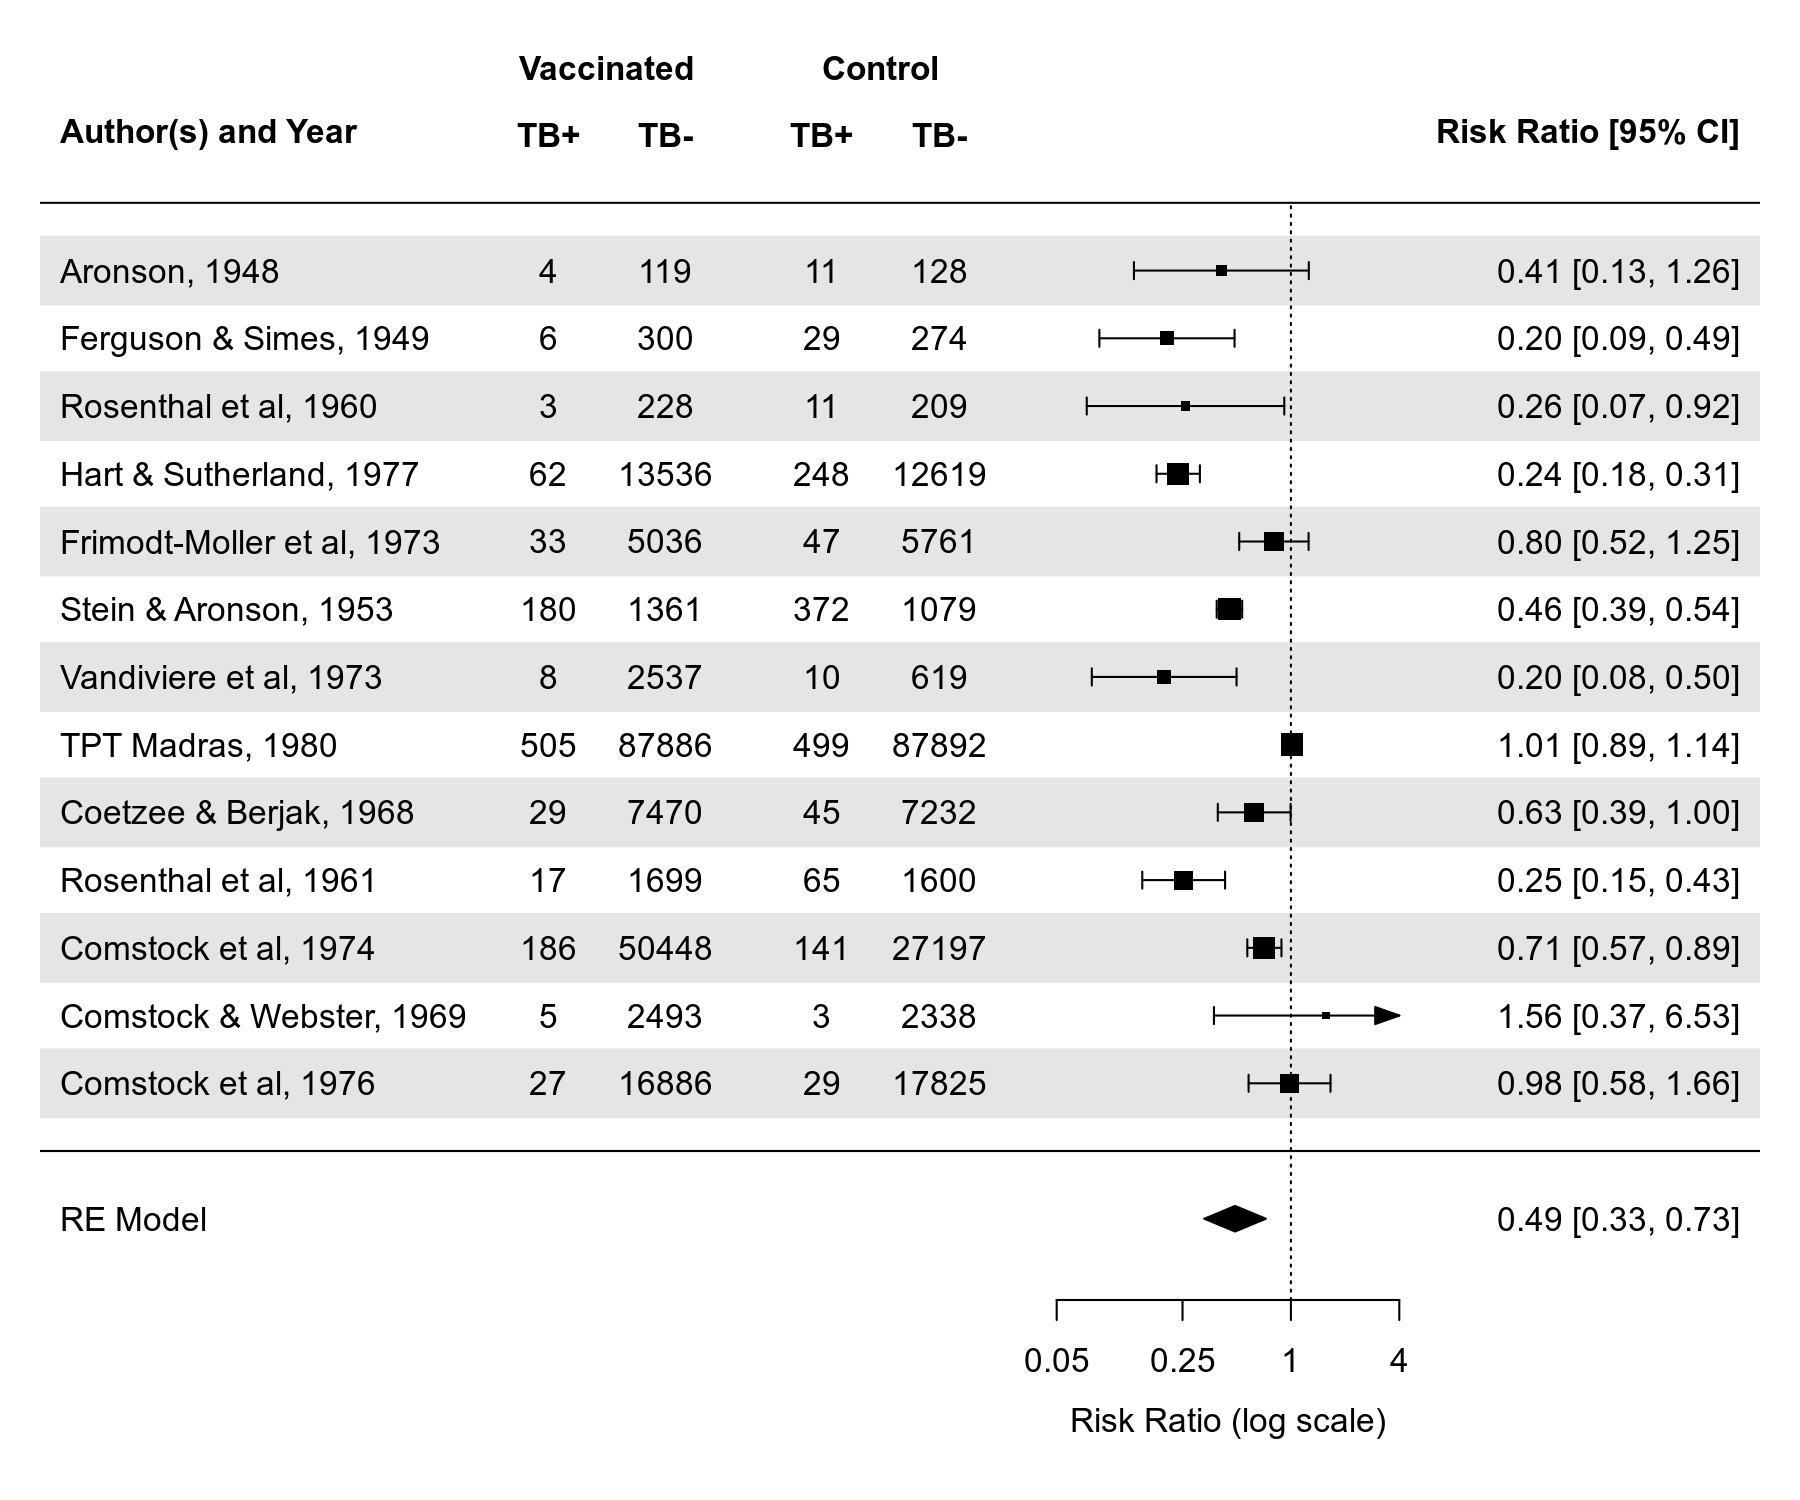 Vaccinated Control
Author(s) and Year TB+ TB- TB+ TB- Risk Ratio [95% CI]
Aronson, 1948 4 119 11 128 0.41 [0.13, 1.26]
Ferguson & Simes, 1949 6 300 29 274 0.20 [0.09, 0.49]
Rosenthal et al, 1960 3 228 11 209 0.26 [0.07, 0.92]
Hart & Sutherland, 1977 62 13536 248 12619 0.24 [0.18, 0.31]
Frimodt-Moller et al, 1973 33 5036 47 5761 0.80 [0.52, 1.25]
Stein & Aronson, 1953 180 1361 372 1079 0.46 [0.39, 0.54]
Vandiviere et al, 1973 8 2537 10 619 0.20 [0.08, 0.50]
TPT Madras, 1980 505 87886 499 87892 1.01 [0.89, 1.14]
Coetzee & Berjak, 1968 29 7470 45 7232 0.63 [0.39, 1.00]
Rosenthal et al, 1961 17 1699 65 1600 0.25 [0.15, 0.43]
Comstock et al, 1974 186 50448 141 27197 0.71 [0.57, 0.89]
Comstock & Webster, 1969 5 2493 3 2338 1.56 [0.37, 6.53]
Comstock et al, 1976 27 16886 29 17825 0.98 [0.58, 1.66]
RE Model 0.49 [0.33, 0.73]
0.05 0.25 1 4
Risk Ratio (log scale)